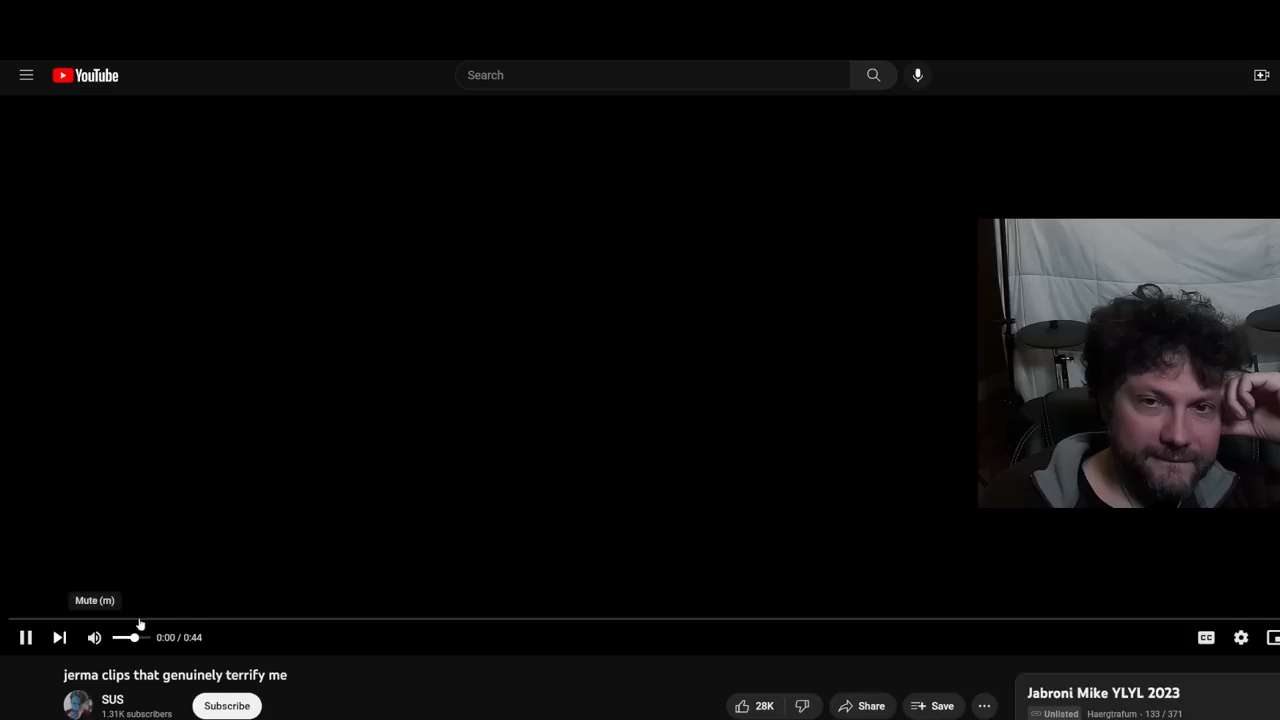 YouTube
Search
Mute (m)
0:00 / 0:44
CC
jerma clips that genuinely terrify me
SUS
1.31K subscribers
Subscribe
28K
Share
Save
Jabroni Mike YLYL 2023
Unlisted Haergtrafum - 133 / 371